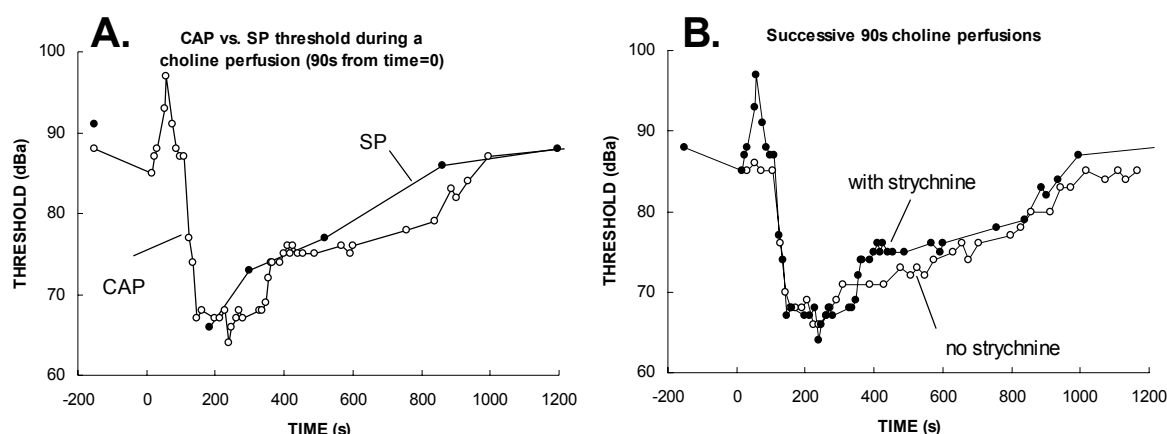 A.
CAP vs. SP threshold during a
choline perfusion (90s from time=0)
THRESHOLD (dBa)
100
90
80
70
60
SP
CAP
-200 0 200 400 600 800 1000 1200
TIME (s)
B.
Successive 90s choline perfusions
THRESHOLD (dBa)
100
90
80
70
60
with strychnine
no strychnine
-200 0 200 400 600 800 1000 1200
TIME (s)